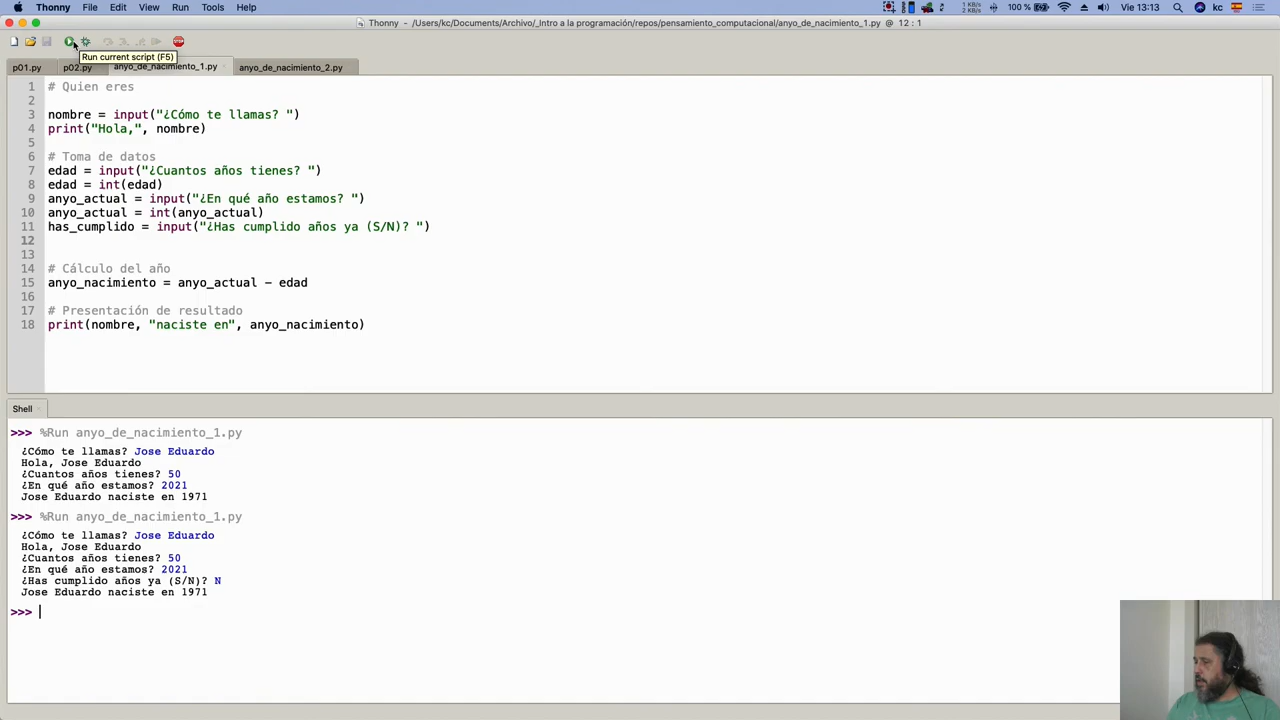 Thonny File Edit View Run Tools Help
1 KB/s 1 KB/s 100 % Vie 13:13 kc
Thonny - /Users/kc/Documents/Archivo/_Intro a la programación/repos/pensamiento_computacional/anyo_de_nacimiento_1.py @ 12 : 1
Run current script (F5)
p01.py p02.py anyo_de_nacimiento_1.py anyo_de_nacimiento_2.py
1 # Quien eres
2
3 nombre = input("¿Cómo te llamas? ")
4 print("Hola,", nombre)
5
6 # Toma de datos
7 edad = input("¿Cuantos años tienes? ")
8 edad = int(edad)
9 anyo_actual = input("¿En qué año estamos? ")
10 anyo_actual = int(anyo_actual)
11 has_cumplido = input("¿Has cumplido años ya (S/N)? ")
12
13
14 # Cálculo del año
15 anyo_nacimiento = anyo_actual - edad
16
17 # Presentación de resultado
18 print(nombre, "naciste en", anyo_nacimiento)
Shell
>>> %Run anyo_de_nacimiento_1.py
¿Cómo te llamas? Jose Eduardo
Hola, Jose Eduardo
¿Cuantos años tienes? 50
¿En qué año estamos? 2021
Jose Eduardo naciste en 1971
>>> %Run anyo_de_nacimiento_1.py
¿Cómo te llamas? Jose Eduardo
Hola, Jose Eduardo
¿Cuantos años tienes? 50
¿En qué año estamos? 2021
¿Has cumplido años ya (S/N)? N
Jose Eduardo naciste en 1971
>>>